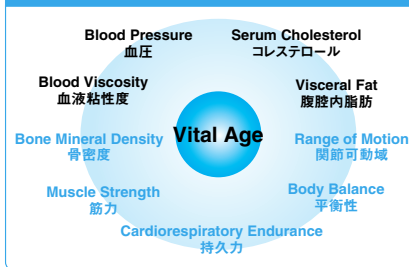 Blood Pressure
血圧
Serum Cholesterol
コレステロール
Blood Viscosity
血液粘性度
Visceral Fat
腹腔内脂肪
Vital Age
Bone Mineral Density
骨密度
Range of Motion
関節可動域
Muscle Strength
筋力
Body Balance
平衡性
Cardiorespiratory Endurance
持久力